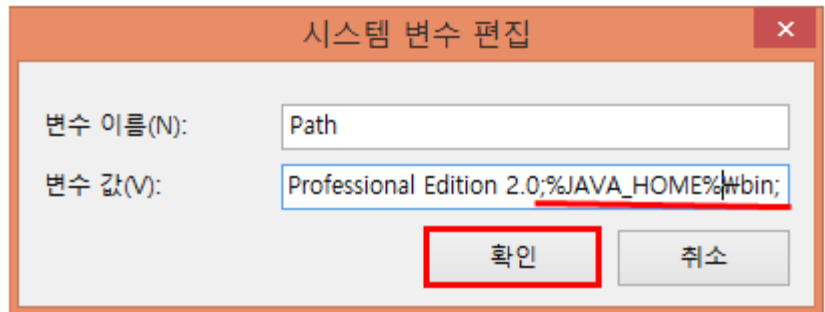 시스템 변수 편집
변수 이름(N):
Path
변수 값(V):
Professional Edition 2.0;%JAVA_HOME%₩bin;
확인
취소